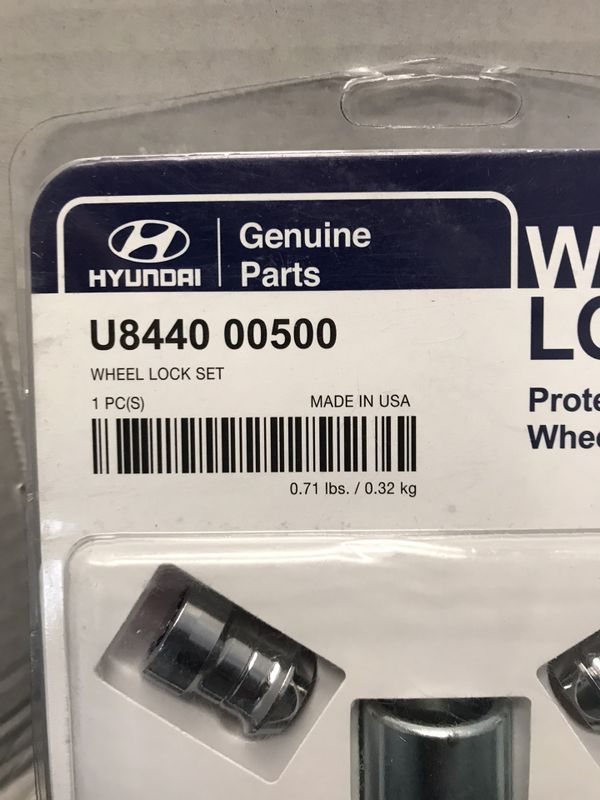 HYUNDAI
Genuine
Parts
U8440 00500
WHEEL LOCK SET
1 PC(S)
MADE IN USA
0.71 lbs. / 0.32 kg